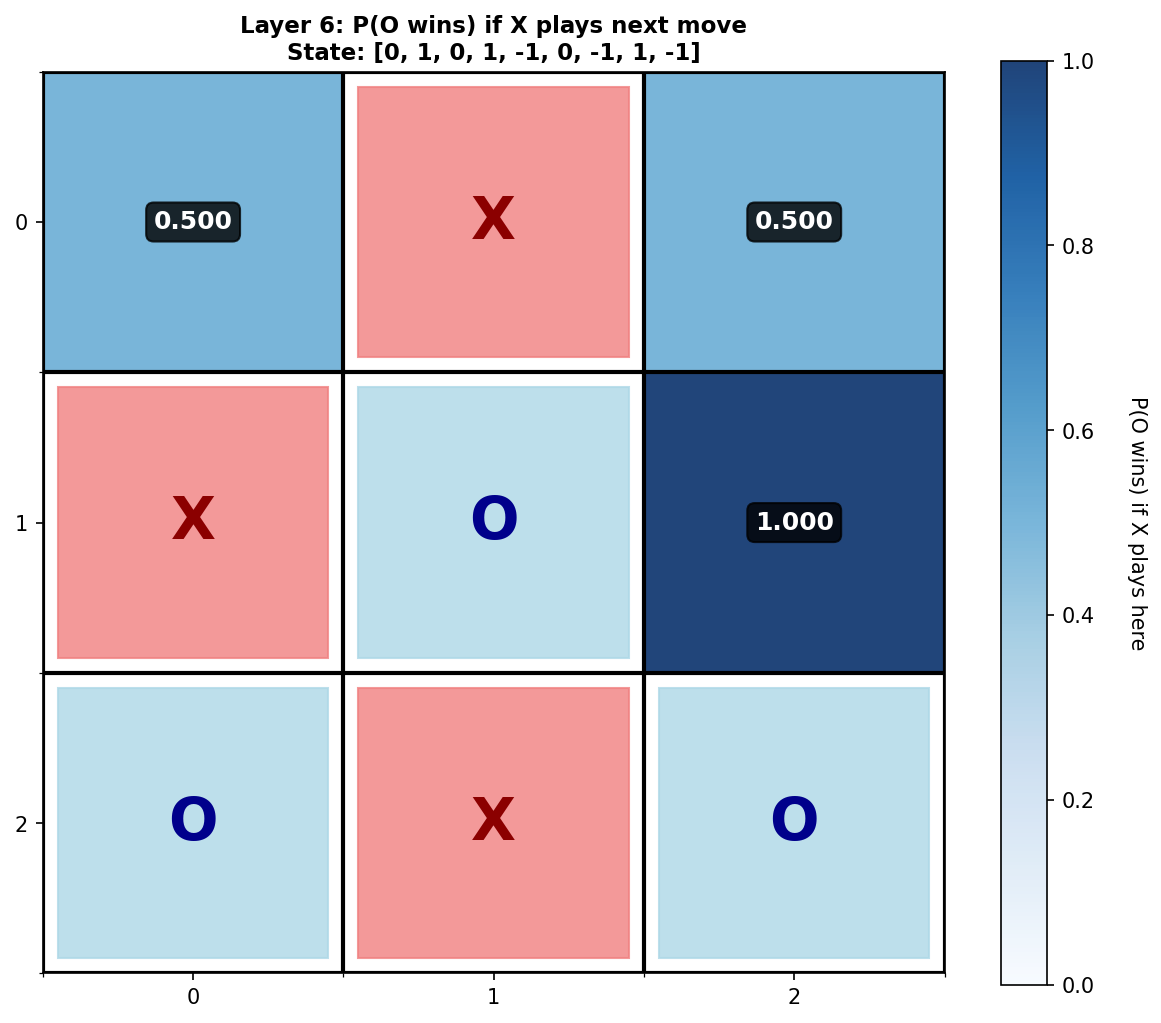 Layer 6: P(O wins) if X plays next move
State: [0, 1, 0, 1, -1, 0, -1, 1, -1]
0.500
X
0.500
X
O
1.000
O
X
O
0
1
2
0
1
2
1.0
0.8
0.6
0.4
0.2
0.0
P(O wins) if X plays here